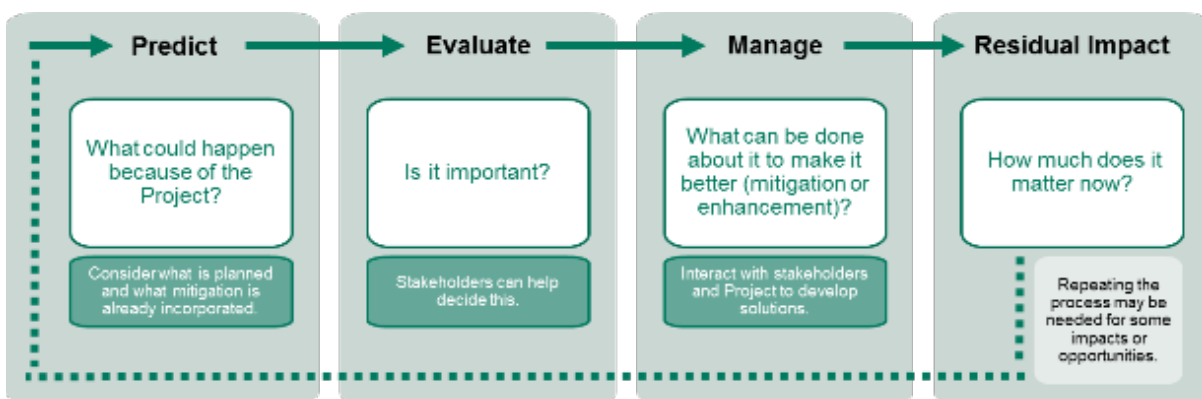 Predict
Evaluate
Manage
Residual Impact
What could happen
because of the
Project?
Is it important?
What can be done
about it to make it
better (mitigation or
enhancement)?
How much does it
matter now?
Consider what is planned
and what mitigation is
already incorporated.
Stakeholders can help
decide this.
Interact with stakeholders
and Project to develop
solutions.
Repeating the
process may be
needed for some
impacts or
opportunities.